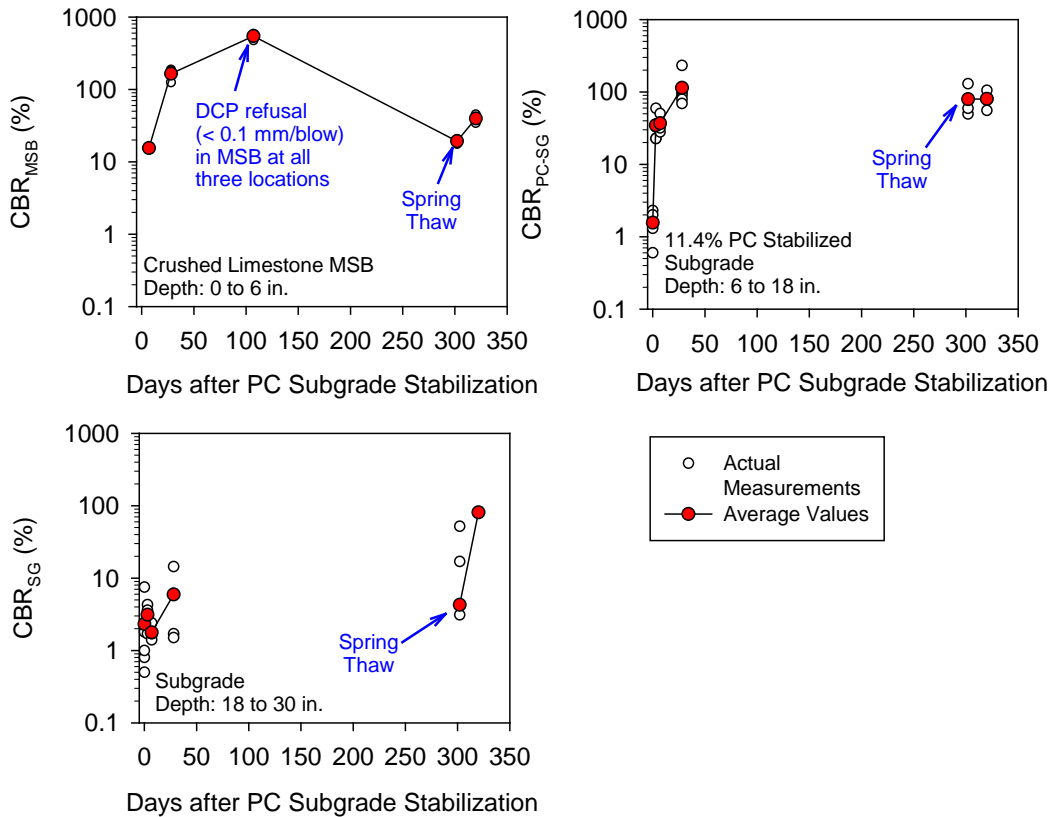 1000
100
10
1
0.1
CBR_MSB (%)
DCP refusal
(< 0.1 mm/blow)
in MSB at all
three locations
Spring
Thaw
Crushed Limestone MSB
Depth: 0 to 6 in.
0 50 100 150 200 250 300 350
Days after PC Subgrade Stabilization
1000
100
10
1
0.1
CBR_PC-SG (%)
Spring
Thaw
11.4% PC Stabilized
Subgrade
Depth: 6 to 18 in.
0 50 100 150 200 250 300 350
Days after PC Subgrade Stabilization
1000
100
10
1
0.1
CBR_SG (%)
Spring
Thaw
Subgrade
Depth: 18 to 30 in.
0 50 100 150 200 250 300 350
Days after PC Subgrade Stabilization
Actual
Measurements
Average Values